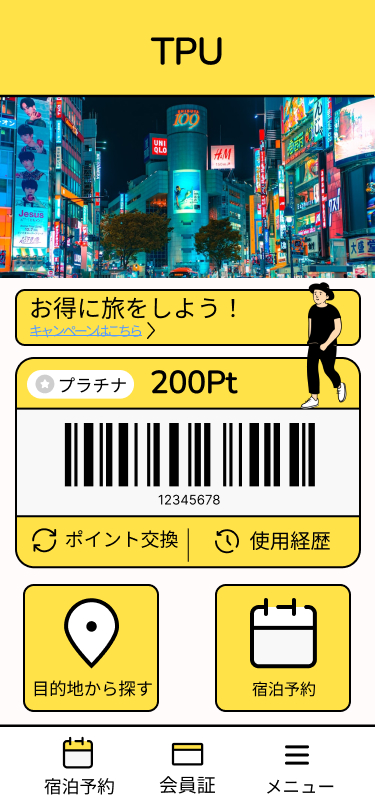 TPU
109
UNI
H&M
Jesus
お得に旅をしよう！
キャンペーンはこちら
プラチナ
200Pt
12345678
ポイント交換
使用経歴
目的地から探す
宿泊予約
宿泊予約
会員証
メニュー